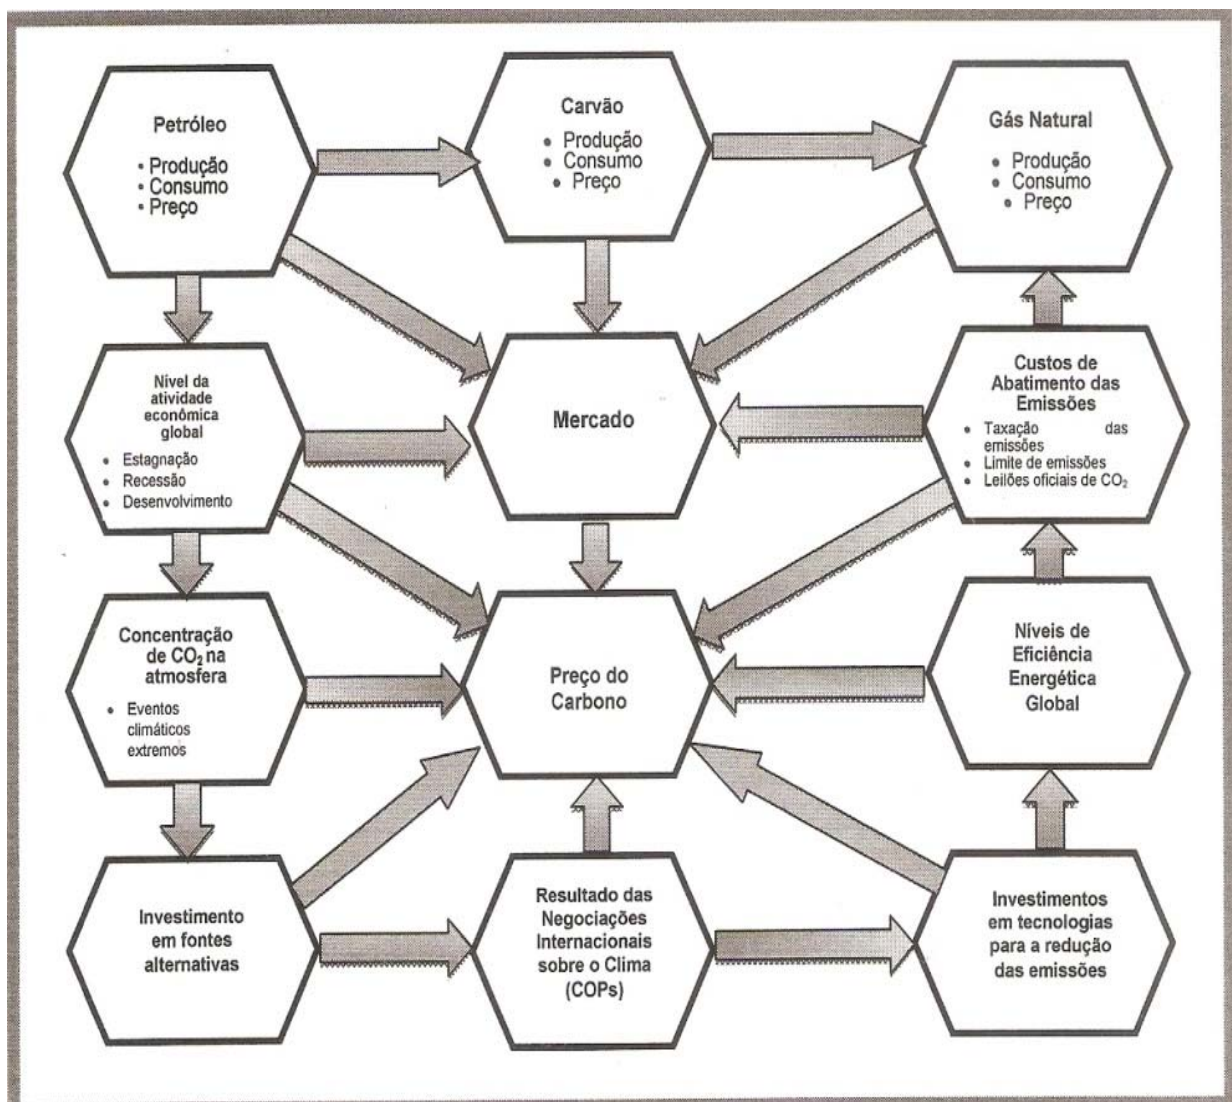 Petróleo
• Produção
• Consumo
• Preço
Carvão
• Produção
• Consumo
• Preço
Gás Natural
• Produção
• Consumo
• Preço
Nível da
atividade
econômica
global
• Estagnação
• Recessão
• Desenvolvimento
Mercado
Custos de
Abatimento das
Emissões
• Taxação das
emissões
• Limite de emissões
• Leilões oficiais de CO₂
Concentração
de CO₂ na
atmosfera
• Eventos
climáticos
extremos
Preço do
Carbono
Níveis de
Eficiência
Energética
Global
Investimento
em fontes
alternativas
Resultado das
Negociações
Internacionais
sobre o Clima
(COPs)
Investimentos
em tecnologias
para a redução
das emissões